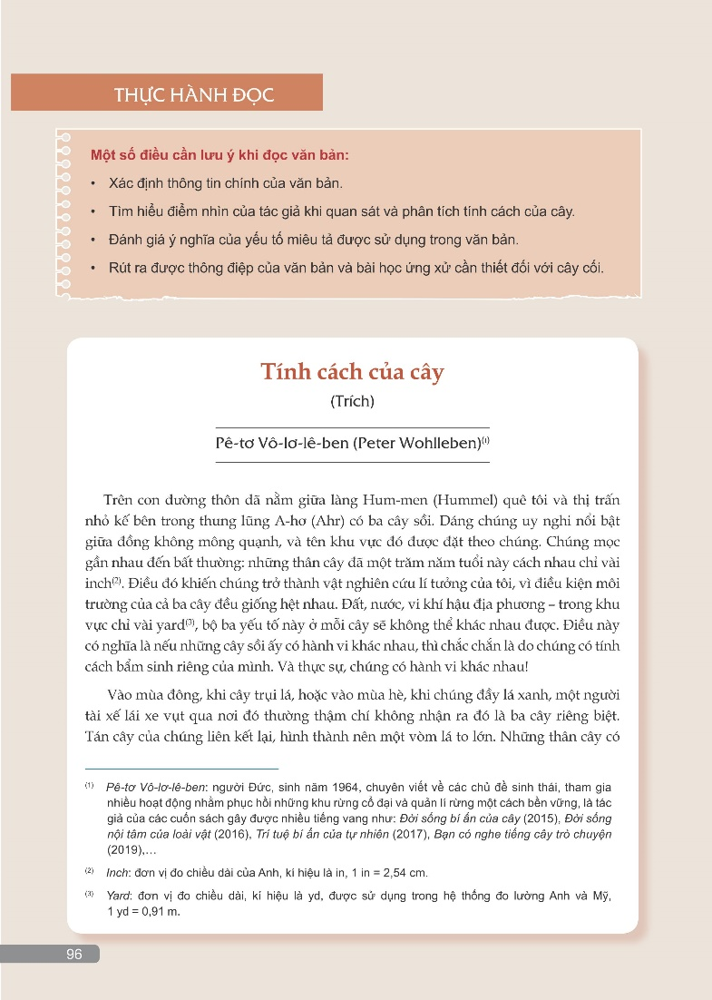 THỰC HÀNH ĐỌC
Một số điều cần lưu ý khi đọc văn bản:
• Xác định thông tin chính của văn bản.
• Tìm hiểu điểm nhìn của tác giả khi quan sát và phân tích tính cách của cây.
• Đánh giá ý nghĩa của yếu tố miêu tả được sử dụng trong văn bản.
• Rút ra được thông điệp của văn bản và bài học ứng xử cần thiết đối với cây cối.
Tính cách của cây
(Trích)
Pê-tơ Vô-lơ-lê-ben (Peter Wohlleben)(1)
Trên con đường thôn dã nằm giữa làng Hum-men (Hummel) quê tôi và thị trấn
nhỏ kế bên trong thung lũng A-hơ (Ahr) có ba cây sồi. Dáng chúng uy nghi nổi bật
giữa đồng không mông quạnh, và tên khu vực đó được đặt theo chúng. Chúng mọc
gần nhau đến bất thường: những thân cây đã một trăm năm tuổi này cách nhau chỉ vài
inch(2). Điều đó khiến chúng trở thành vật nghiên cứu lí tưởng của tôi, vì điều kiện môi
trường của cả ba cây đều giống hệt nhau. Đất, nước, vi khí hậu địa phương – trong khu
vực chỉ vài yard(3), bộ ba yếu tố này ở mỗi cây sẽ không thể khác nhau được. Điều này
có nghĩa là nếu những cây sồi ấy có hành vi khác nhau, thì chắc chắn là do chúng có tính
cách bẩm sinh riêng của mình. Và thực sự, chúng có hành vi khác nhau!
Vào mùa đông, khi cây trụi lá, hoặc vào mùa hè, khi chúng đầy lá xanh, một người
tài xế lái xe vụt qua nơi đó thường thậm chí không nhận ra đó là ba cây riêng biệt.
Tán cây của chúng liên kết lại, hình thành nên một vòm lá to lớn. Những thân cây có
(1) Pê-tơ Vô-lơ-lê-ben: người Đức, sinh năm 1964, chuyên viết về các chủ đề sinh thái, tham gia
nhiều hoạt động nhằm phục hồi những khu rừng cổ đại và quản lí rừng một cách bền vững, là tác
giả của các cuốn sách gây được nhiều tiếng vang như: Đời sống bí ẩn của cây (2015), Đời sống
nội tâm của loài vật (2016), Trí tuệ bí ẩn của tự nhiên (2017), Bạn có nghe tiếng cây trò chuyện
(2019),…
(2) Inch: đơn vị đo chiều dài của Anh, kí hiệu là in, 1 in = 2,54 cm.
(3) Yard: đơn vị đo chiều dài, kí hiệu là yd, được sử dụng trong hệ thống đo lường Anh và Mỹ,
1 yd = 0,91 m.
96